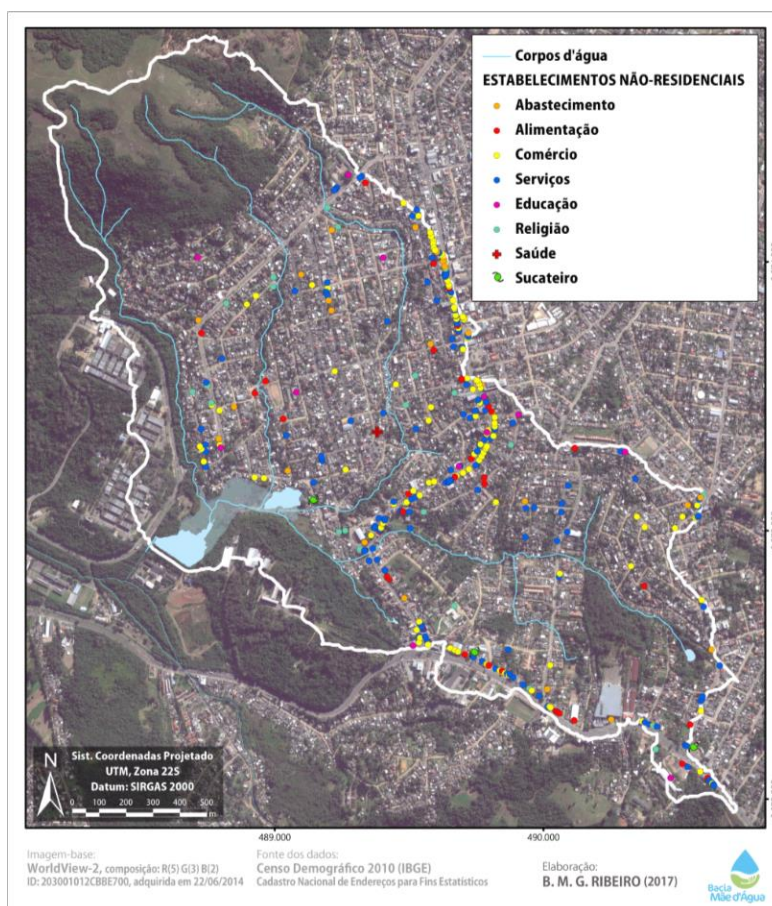 Corpos d'água
ESTABELECIMENTOS NÃO-RESIDENCIAIS
Abastecimento
Alimentação
Comércio
Serviços
Educação
Religião
Saúde
Sucateiro
N
Sist. Coordenadas Projetado
UTM, Zona 22S
Datum: SIRGAS 2000
0 100 200 300 400 500
m
489.000
490.000
Imagem-base:
WorldView-2, composição: R(5) G(3) B(2)
ID: 203001012CBBE700, adquirida em 22/06/2014
Fonte dos dados:
Censo Demográfico 2010 (IBGE)
Cadastro Nacional de Endereços para Fins Estatísticos
Elaboração:
B. M. G. RIBEIRO (2017)
Bacia
Mãe d'Água